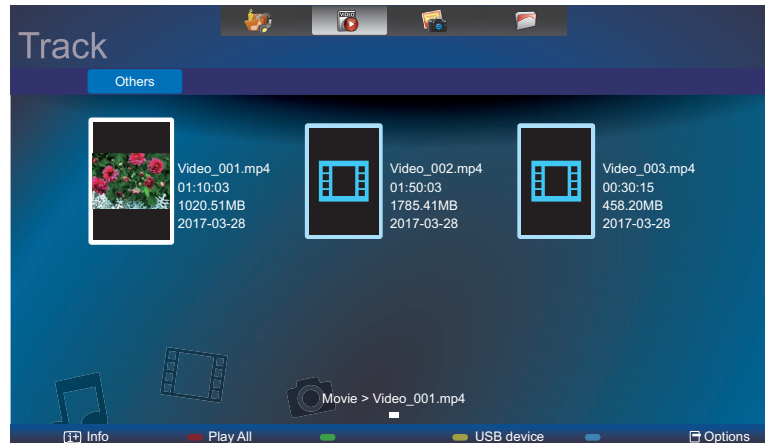 VIDEO
Track
Others
Video_001.mp4
01:10:03
1020.51MB
2017-03-28
Video_002.mp4
01:50:03
1785.41MB
2017-03-28
Video_003.mp4
00:30:15
458.20MB
2017-03-28
Movie > Video_001.mp4
i+ Info Play All USB device Options